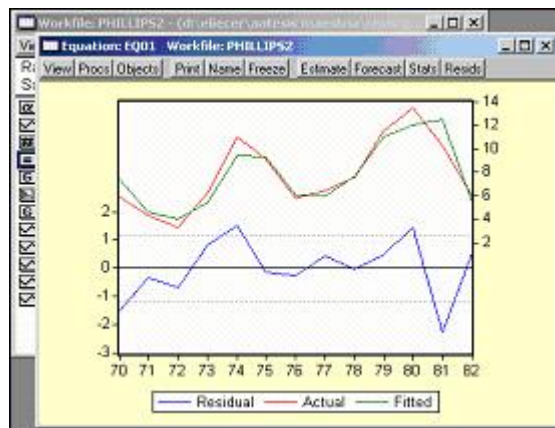 Workfile: PHILLIPS2 -
Equation: EQ01 Workfile: PHILLIPS2
View Procs Objects Print Name Freeze Estimate Forecast Stats Resids
14
12
10
8
6
4
2
2
1
0
-1
-2
-3
70 71 72 73 74 75 76 77 78 79 80 81 82
Residual Actual Fitted